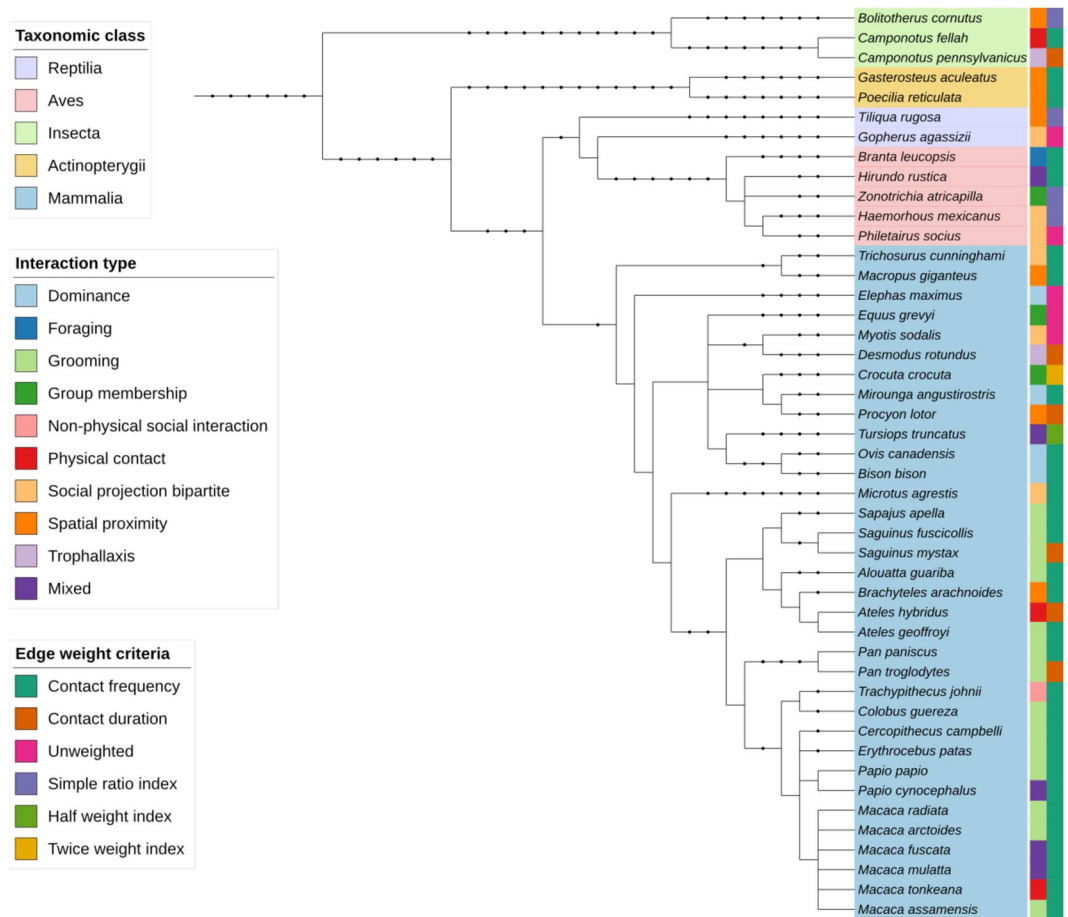 Taxonomic class
Reptilia
Aves
Insecta
Actinopterygii
Mammalia
Interaction type
Dominance
Foraging
Grooming
Group membership
Non-physical social interaction
Physical contact
Social projection bipartite
Spatial proximity
Trophallaxis
Mixed
Edge weight criteria
Contact frequency
Contact duration
Unweighted
Simple ratio index
Half weight index
Twice weight index
Bolitotherus cornutus
Camponotus fellah
Camponotus pennsylvanicus
Gasterosteus aculeatus
Poecilia reticulata
Tiliqua rugosa
Gopherus agassizii
Branta leucopsis
Hirundo rustica
Zonotrichia atricapilla
Haemorhous mexicanus
Philetairus socius
Trichosurus cunninghami
Macropus giganteus
Elephas maximus
Equus grevyi
Myotis sodalis
Desmodus rotundus
Crocuta crocuta
Mirounga angustirostris
Procyon lotor
Tursiops truncatus
Ovis canadensis
Bison bison
Microtus agrestis
Sapajus apella
Saguinus fuscicollis
Saguinus mystax
Alouatta guariba
Brachyteles arachnoides
Ateles hybridus
Ateles geoffroyi
Pan paniscus
Pan troglodytes
Trachypithecus johnii
Colobus guereza
Cercopithecus campbelli
Erythrocebus patas
Papio papio
Papio cynocephalus
Macaca radiata
Macaca arctoides
Macaca fuscata
Macaca mulatta
Macaca tonkeana
Macaca assamensis